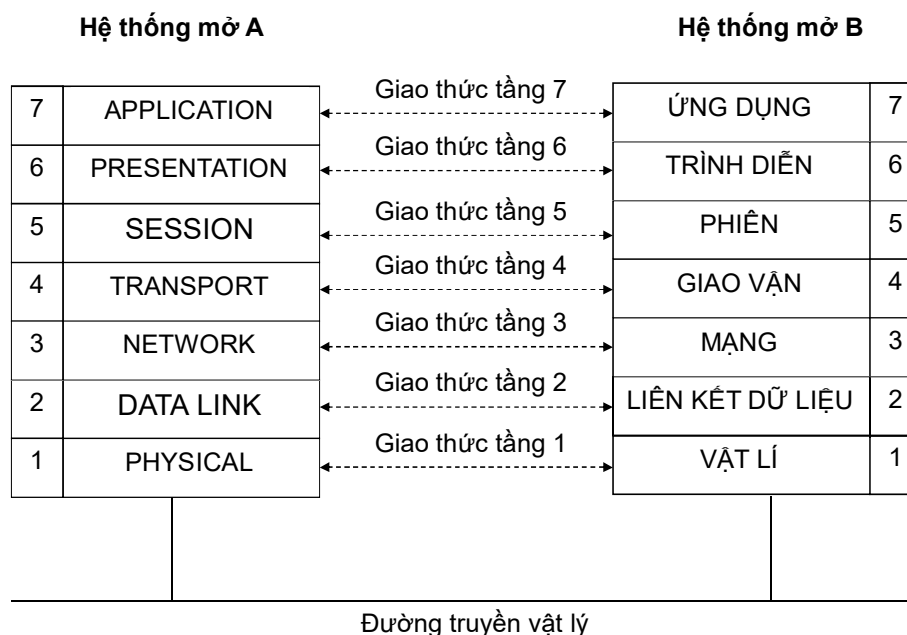 Hệ thống mở A Hệ thống mở B
7 APPLICATION Giao thức tầng 7 ỨNG DỤNG 7
6 PRESENTATION Giao thức tầng 6 TRÌNH DIỄN 6
5 SESSION Giao thức tầng 5 PHIÊN 5
4 TRANSPORT Giao thức tầng 4 GIAO VẬN 4
3 NETWORK Giao thức tầng 3 MẠNG 3
2 DATA LINK Giao thức tầng 2 LIÊN KẾT DỮ LIỆU 2
1 PHYSICAL Giao thức tầng 1 VẬT LÍ 1
Đường truyền vật lý